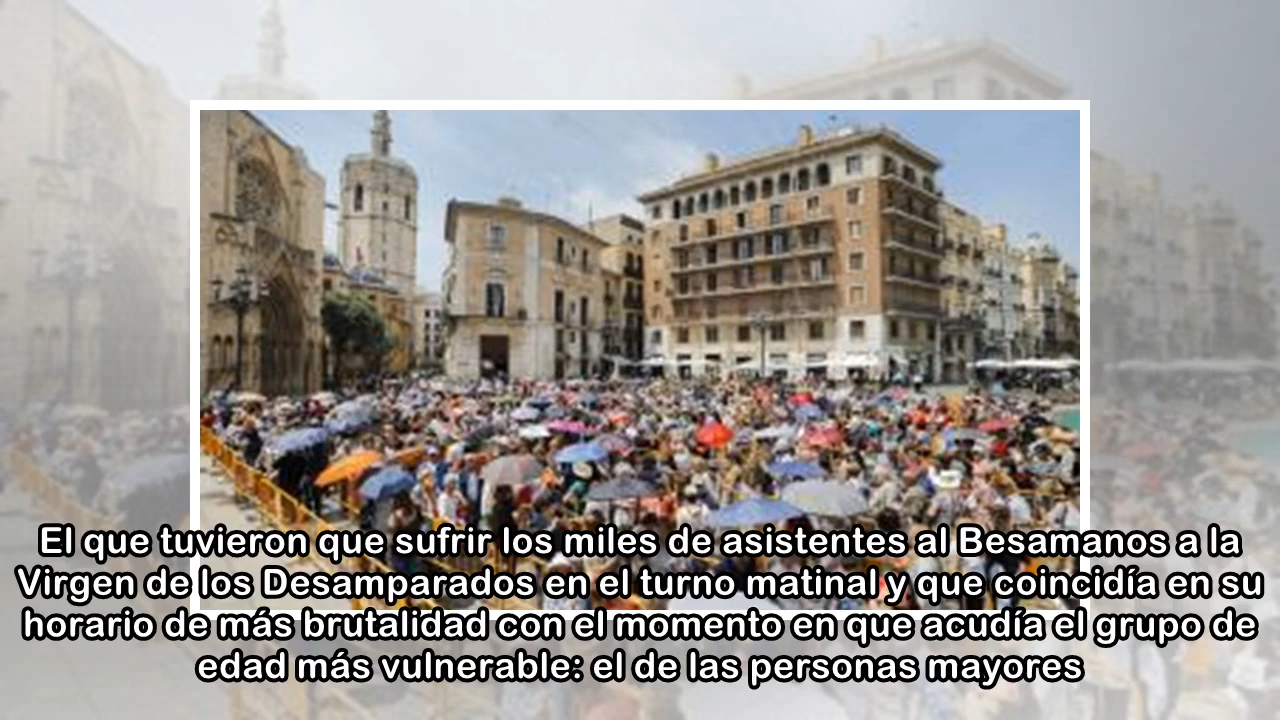 El que tuvieron que sufrir los miles de asistentes al Besamanos a la
Virgen de los Desamparados en el turno matinal y que coincidía en su
horario de más brutalidad con el momento en que acudía el grupo de
edad más vulnerable: el de las personas mayores